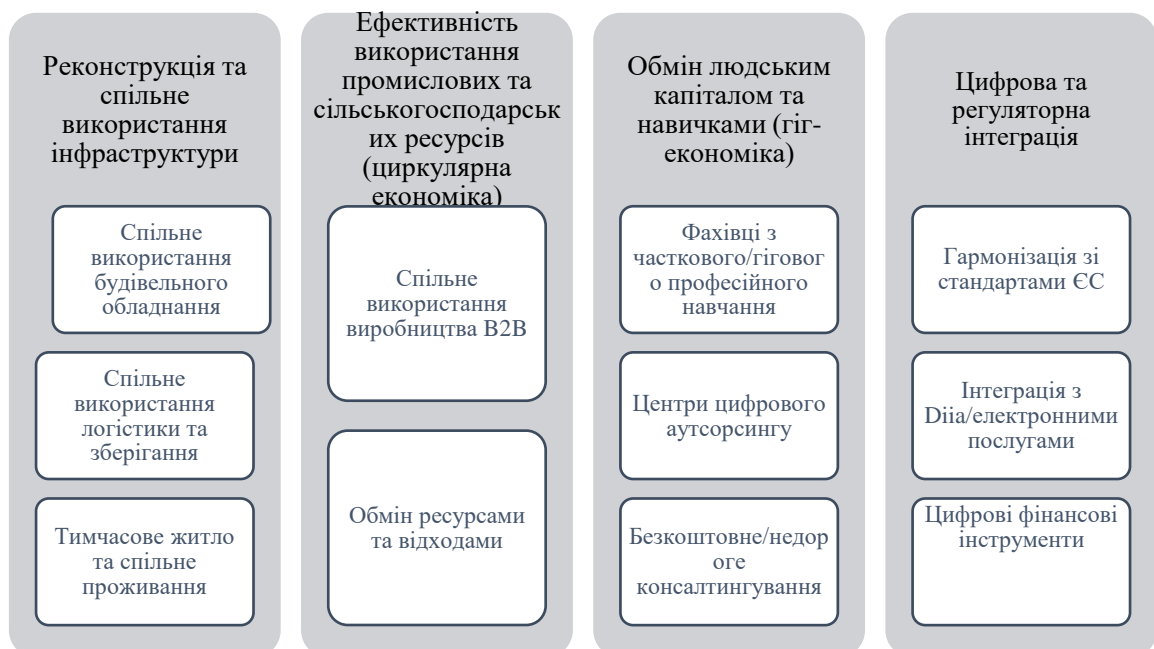 Реконструкція та
спільне
використання
інфраструктури
Спільне
використання
будівельного
обладнання
Спільне
використання
логістики та
зберігання
Тимчасове житло
та спільне
проживання
Ефективність
використання
промислових та
сільськогосподарськ
их ресурсів
(циркулярна
економіка)
Спільне
використання
виробництва B2B
Обмін ресурсами
та відходами
Обмін людським
капіталом та
навичками (гіг-
економіка)
Фахівці з
часткового/гіговог
о професійного
навчання
Центри цифрового
аутсорсингу
Безкоштовне/недор
оге
консалтингування
Цифрова та
регуляторна
інтеграція
Гармонізація зі
стандартами ЄС
Інтеграція з
Diia/електронними
послугами
Цифрові фінансові
інструменти